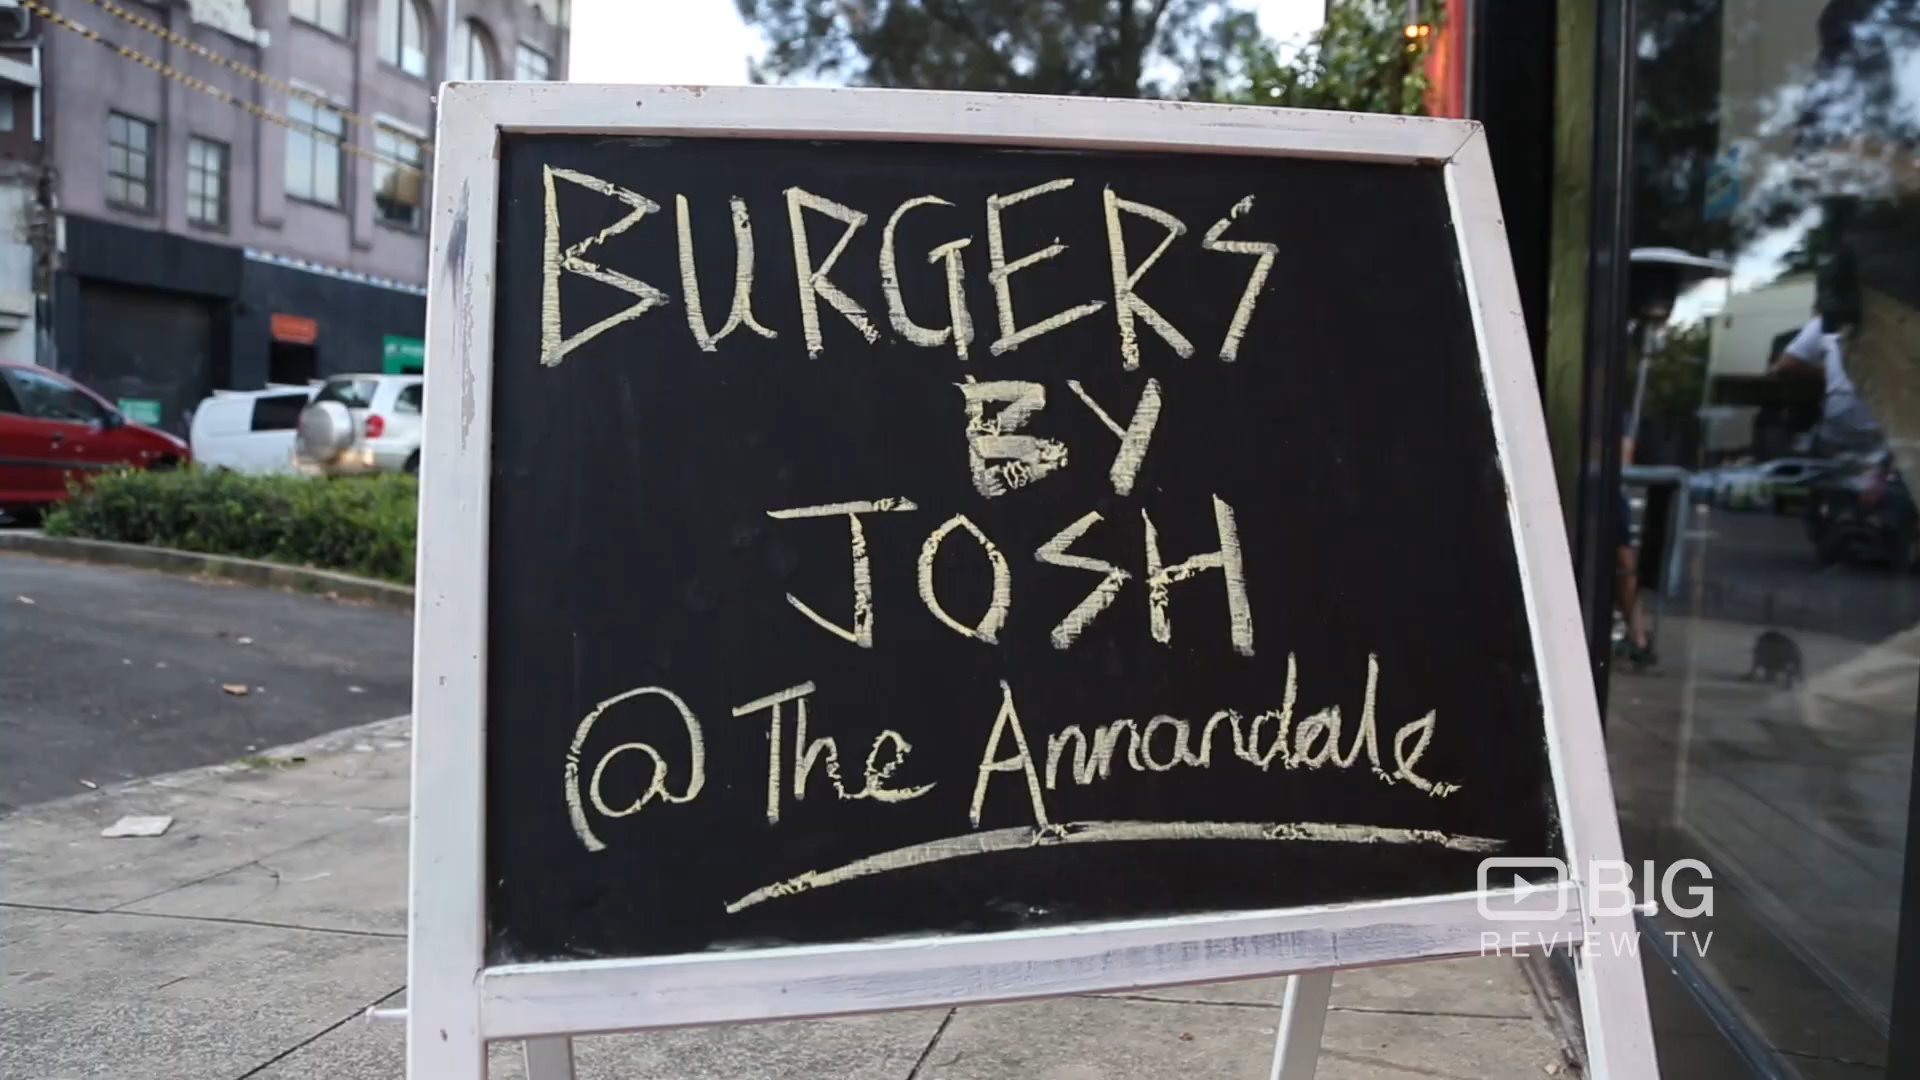 BURGERS
BY
JOSH
@ The Annandale
BIG
REVIEW TV